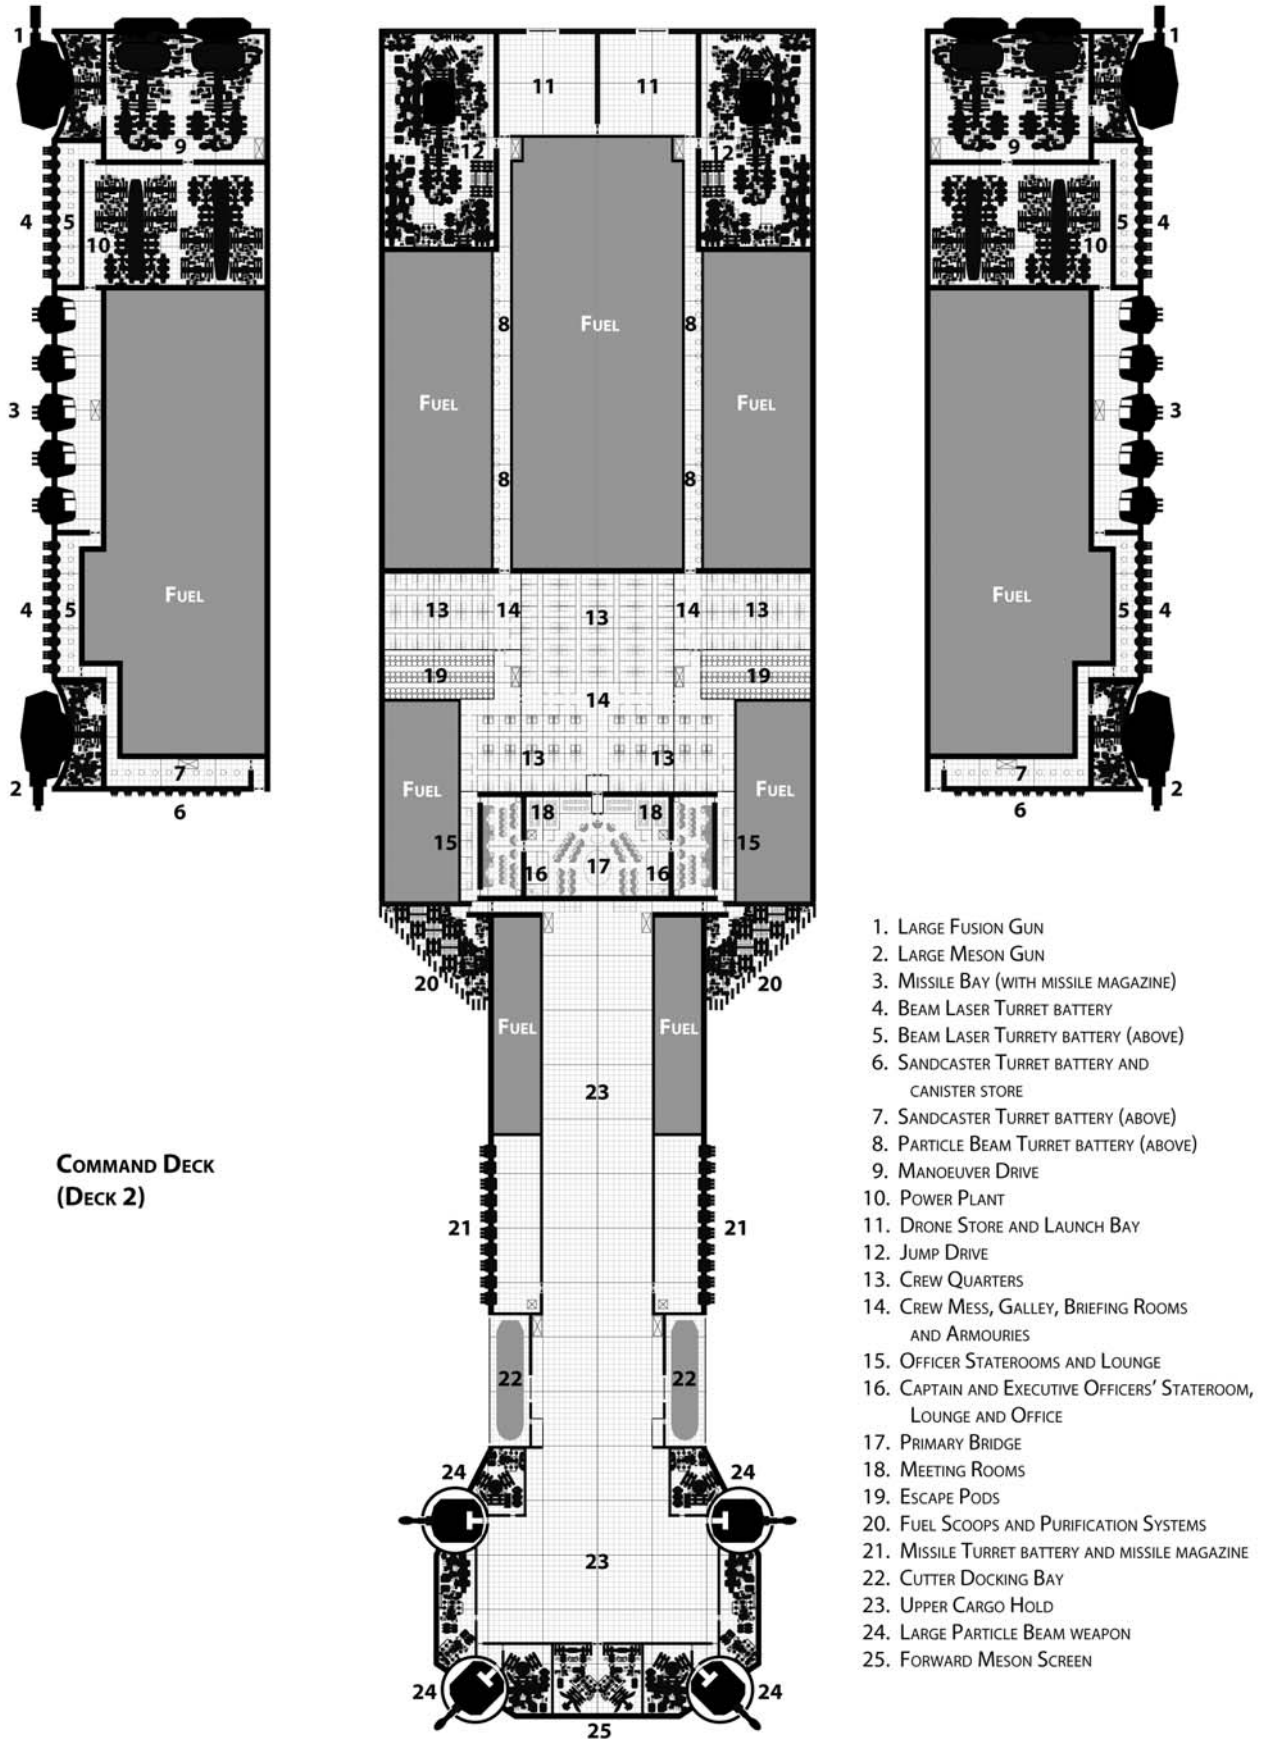 1
1
11
11
12
12
9
9
4
5
10
10
5
4
8
Fuel
8
3
Fuel
Fuel
3
8
8
4
5
Fuel
13
14
13
14
13
Fuel
5
4
19
19
14
13
13
2
7
6
Fuel
Fuel
7
6
2
18
18
15
15
16
17
16
20
20
Fuel
Fuel
23
21
21
22
22
24
24
23
24
24
25
Command Deck
(Deck 2)
1. Large Fusion Gun
2. Large Meson Gun
3. Missile Bay (with missile magazine)
4. Beam Laser Turret battery
5. Beam Laser Turrety battery (above)
6. Sandcaster Turret battery and
canister store
7. Sandcaster Turret battery (above)
8. Particle Beam Turret battery (above)
9. Manoeuver Drive
10. Power Plant
11. Drone Store and Launch Bay
12. Jump Drive
13. Crew Quarters
14. Crew Mess, Galley, Briefing Rooms
and Armouries
15. Officer Staterooms and Lounge
16. Captain and Executive Officers' Stateroom,
Lounge and Office
17. Primary Bridge
18. Meeting Rooms
19. Escape Pods
20. Fuel Scoops and Purification Systems
21. Missile Turret battery and missile magazine
22. Cutter Docking Bay
23. Upper Cargo Hold
24. Large Particle Beam weapon
25. Forward Meson Screen